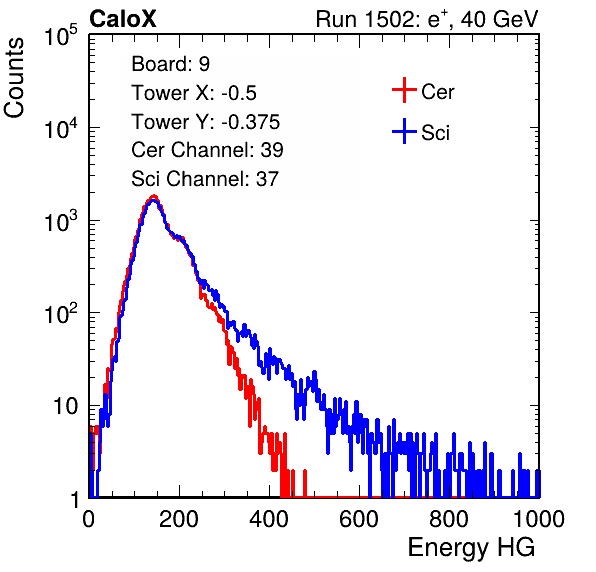 CaloX Run 1502: e⁺, 40 GeV
Counts
10⁵
10⁴
10³
10²
10
1
Board: 9
Tower X: -0.5
Tower Y: -0.375
Cer Channel: 39
Sci Channel: 37
Cer
Sci
0 200 400 600 800 1000
Energy HG